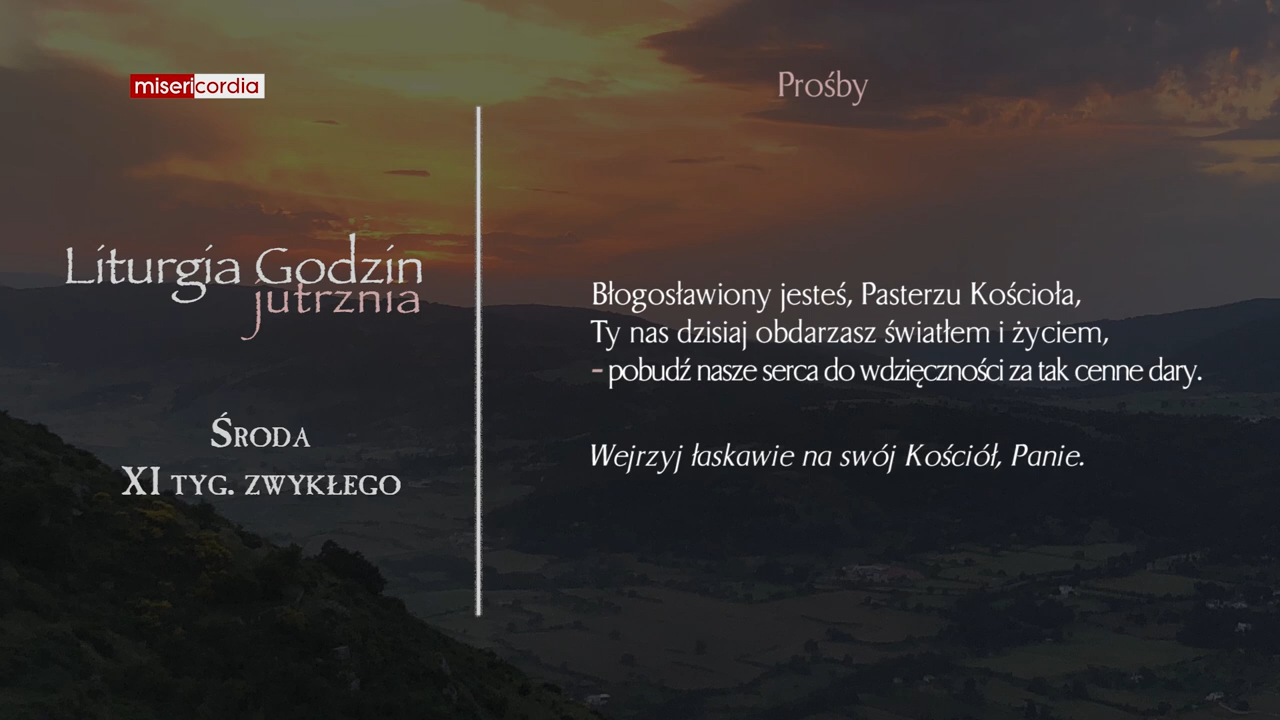 misericordia
Liturgia Godzin
jutrznia
Środa
XI tyg. zwykłego
Prośby
Błogosławiony jesteś, Pasterzu Kościoła,
Ty nas dzisiaj obdarzasz światłem i życiem,
- pobudź nasze serca do wdzięczności za tak cenne dary.
Wejrzyj łaskawie na swój Kościół, Panie.